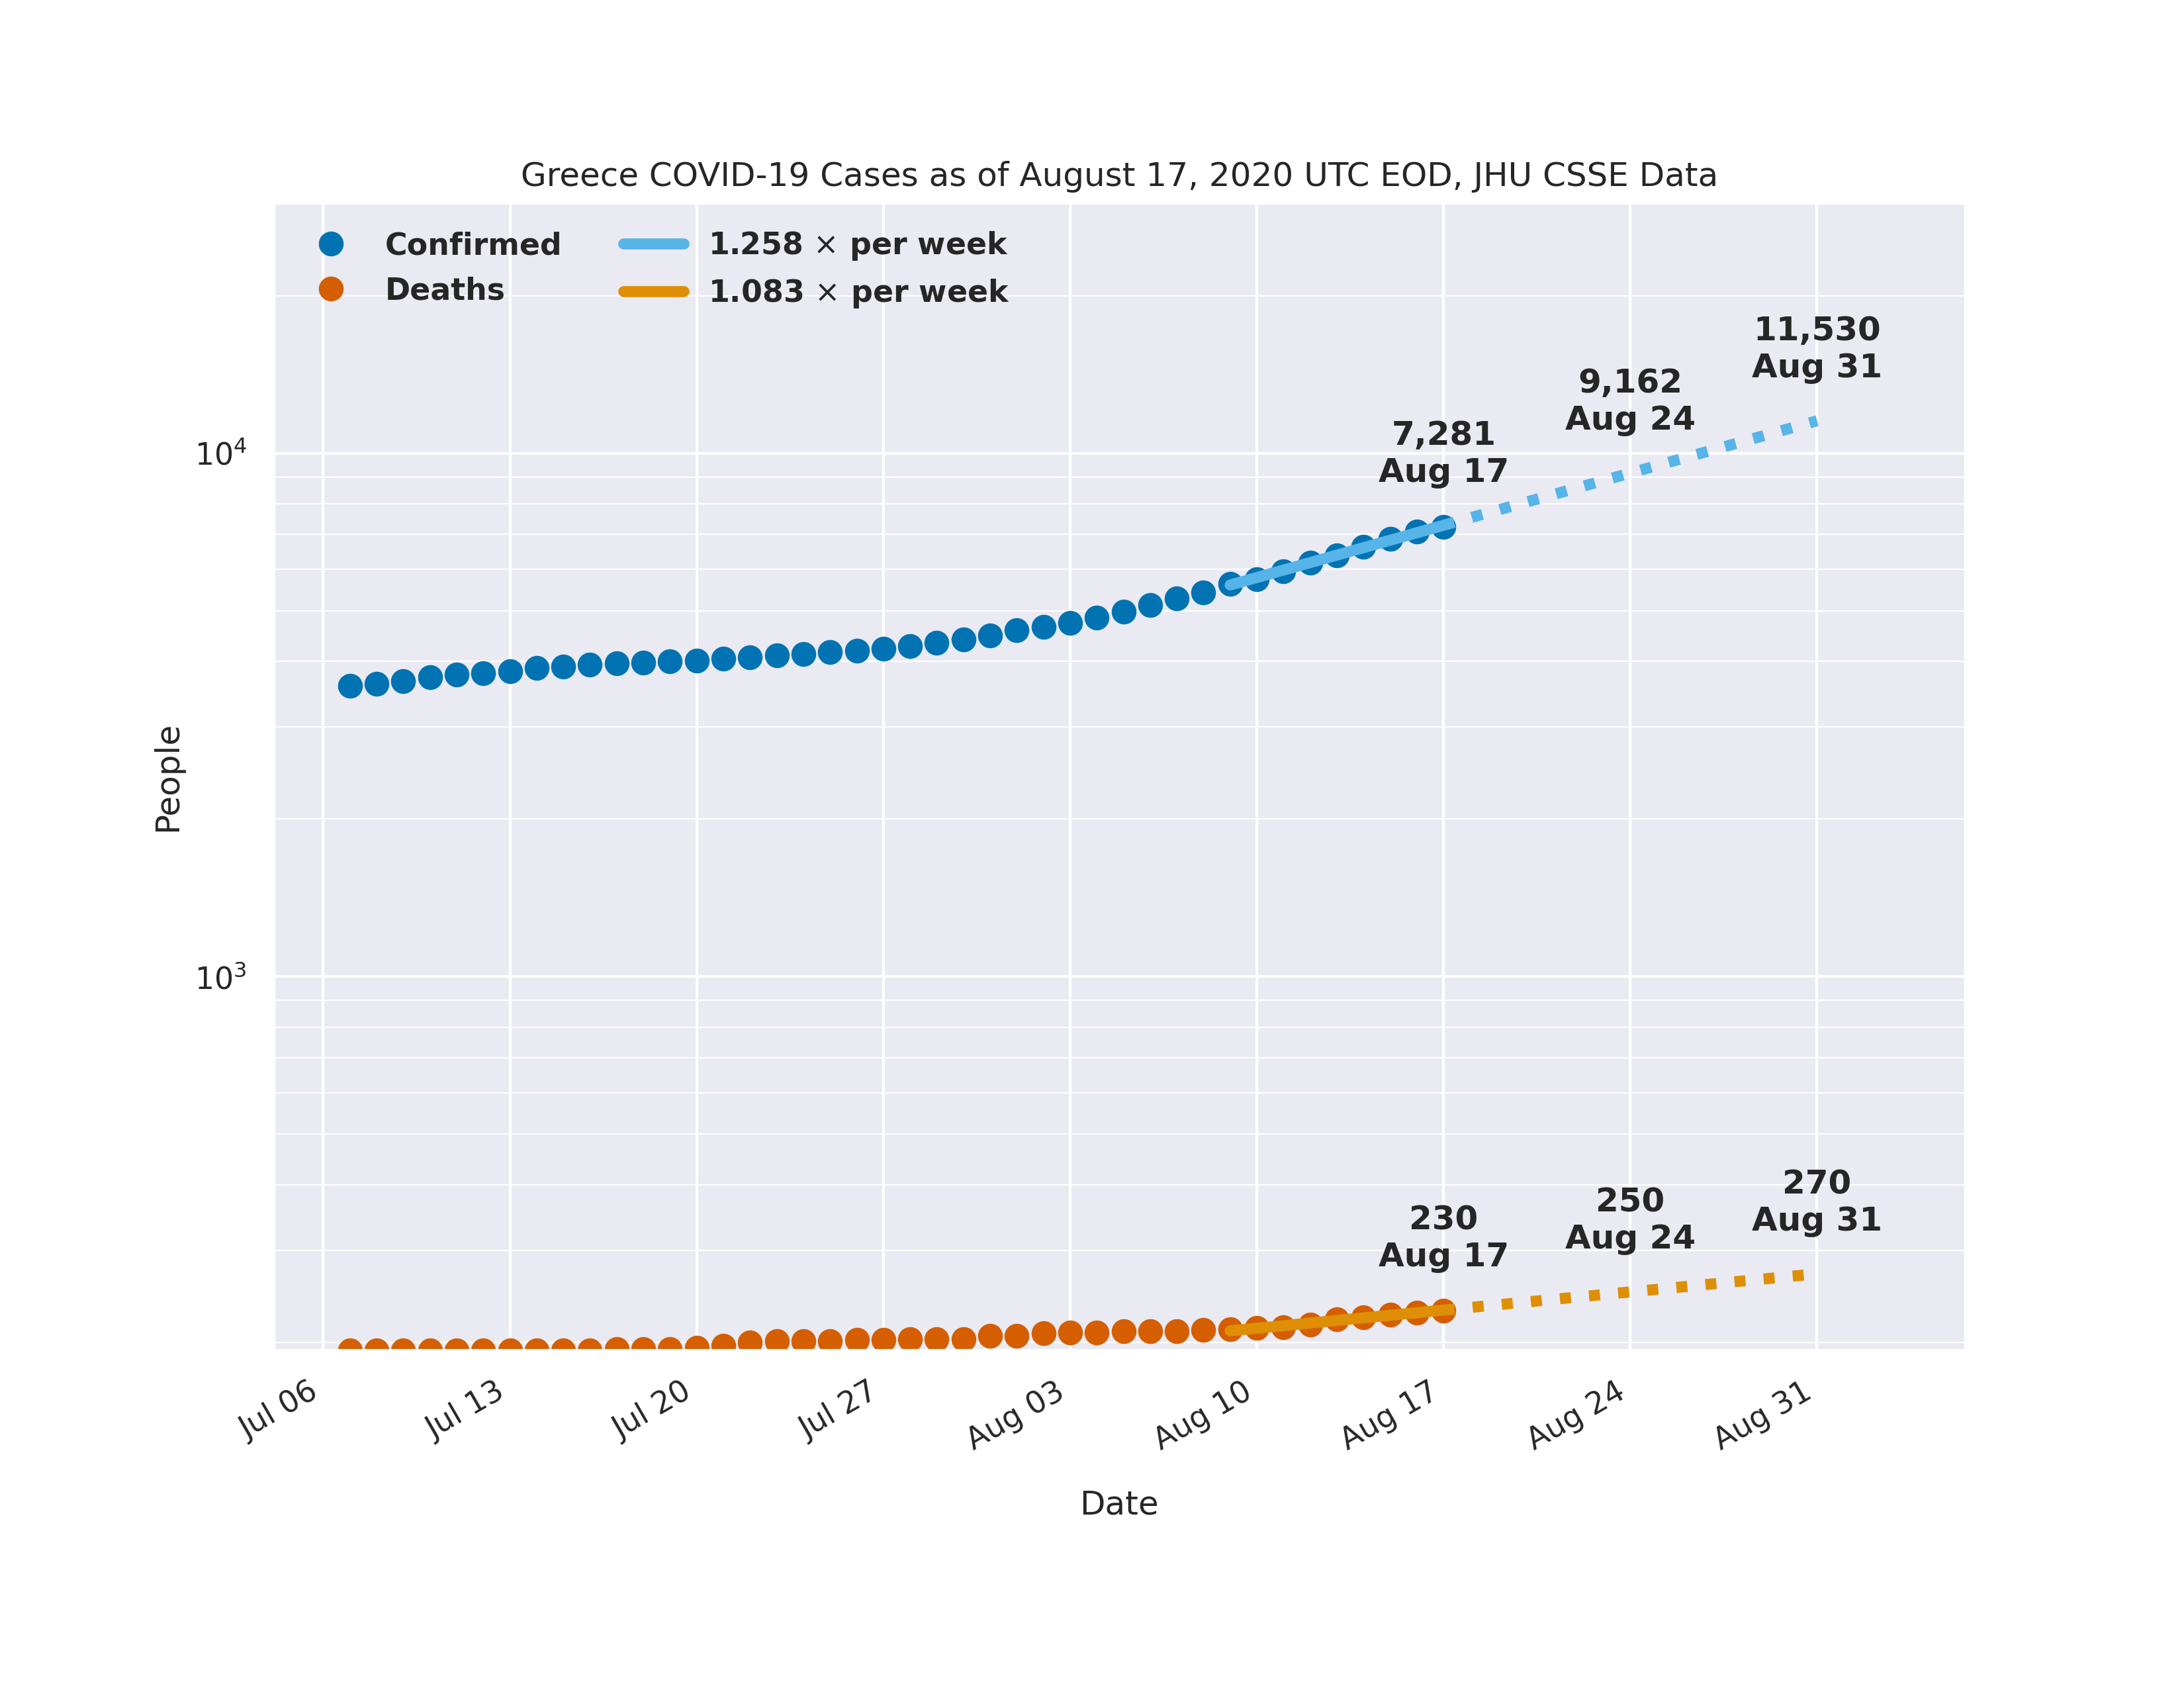 Greece COVID-19 Cases as of August 17, 2020 UTC EOD, JHU CSSE Data
Confirmed
Deaths
1.258 × per week
1.083 × per week
11,530
Aug 31
9,162
Aug 24
7,281
Aug 17
10⁴
10³
People
270
Aug 31
250
Aug 24
230
Aug 17
Jul 06
Jul 13
Jul 20
Jul 27
Aug 03
Aug 10
Aug 17
Aug 24
Aug 31
Date